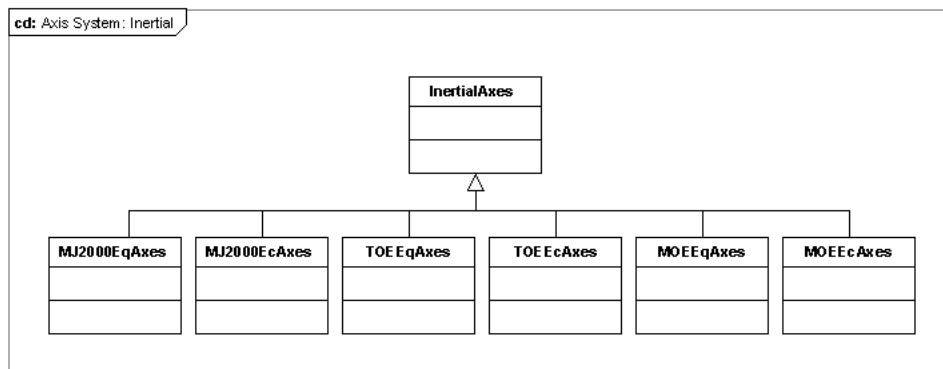 cd: Axis System: Inertial
InertialAxes
MJ2000EqAxes
MJ2000EcAxes
TOEEqAxes
TOEEcAxes
MOEEqAxes
MOEEcAxes